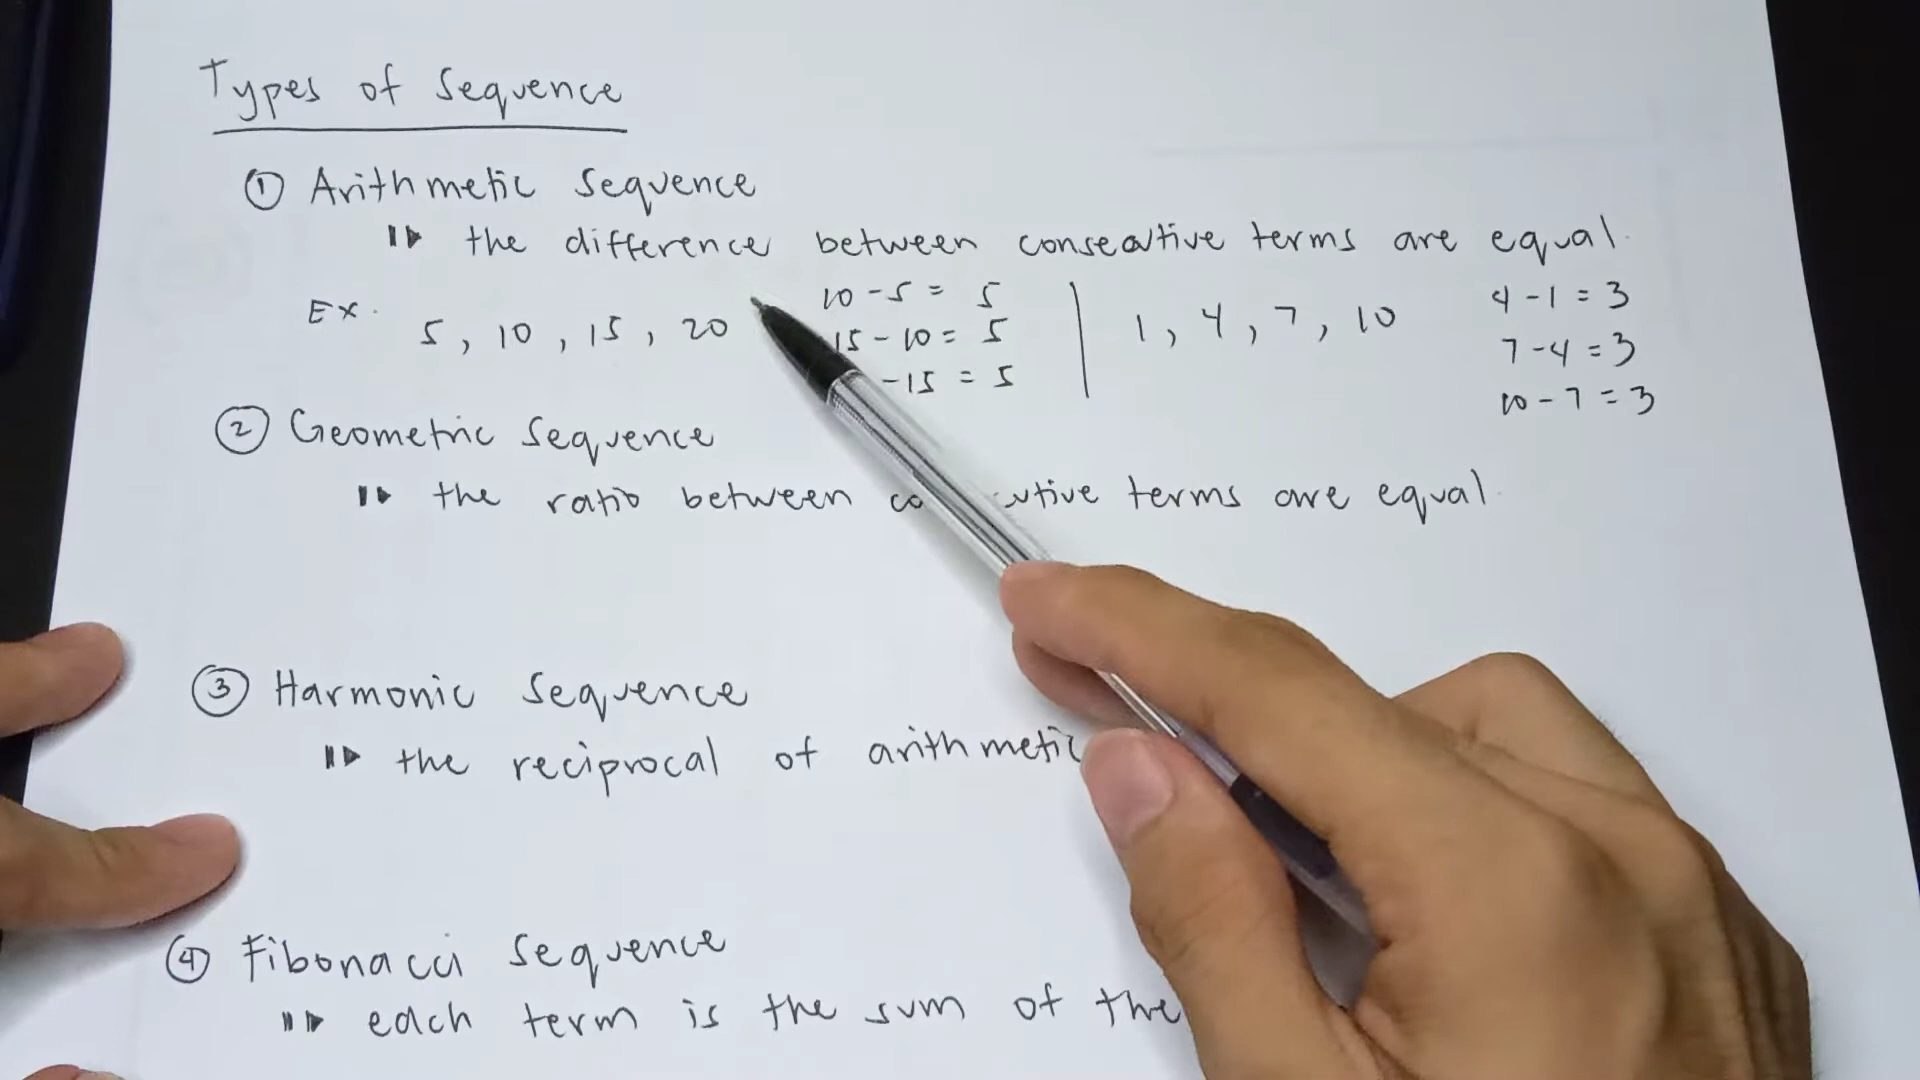 Types of Sequence
① Arithmetic Sequence
the difference between consecutive terms are equal.
Ex. 5, 10, 15, 20
10 - 5 = 5
15 - 10 = 5
- 15 = 5
1, 4, 7, 10
4 - 1 = 3
7 - 4 = 3
10 - 7 = 3
② Geometric Sequence
the ratio between terms are equal.
③ Harmonic Sequence
the reciprocal of arithmetic
④ Fibonacci Sequence
each term is the sum of the